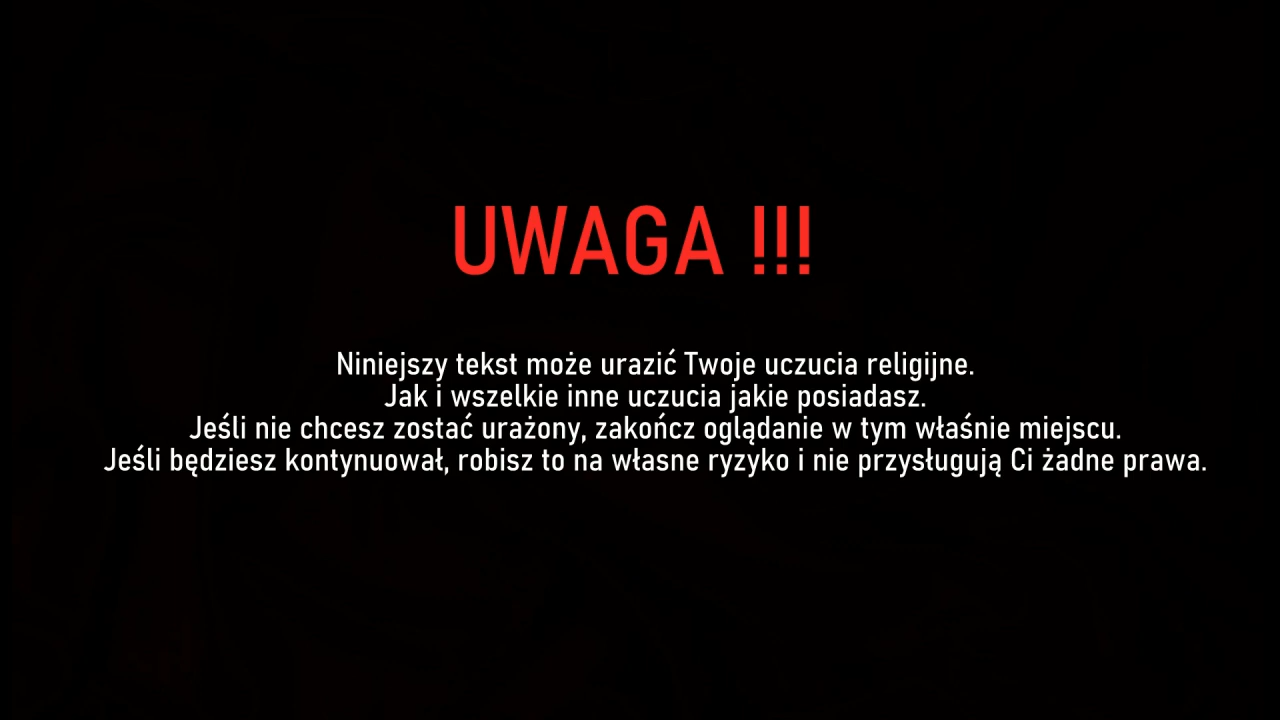 UWAGA !!!
Niniejszy tekst może urazić Twoje uczucia religijne.
Jak i wszelkie inne uczucia jakie posiadasz.
Jeśli nie chcesz zostać urażony, zakończ oglądanie w tym właśnie miejscu.
Jeśli będziesz kontynuował, robisz to na własne ryzyko i nie przysługują Ci żadne prawa.